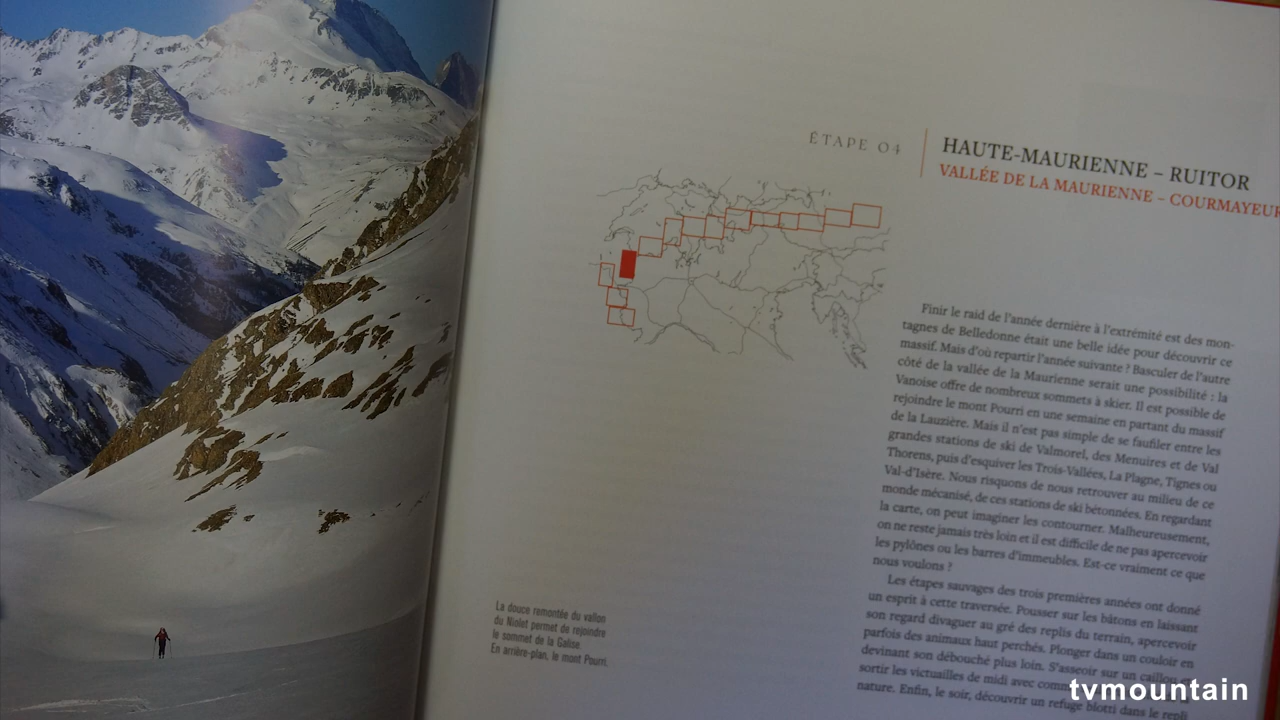 ÉTAPE 04
HAUTE-MAURIENNE – RUITOR
VALLÉE DE LA MAURIENNE – COURMAYEUR
Finir le raid de l'année dernière à l'extrémité est des mon-
tagnes de Belledonne était une belle idée pour découvrir ce
massif. Mais d'où repartir l'année suivante ? Basculer de l'autre
côté de la vallée de la Maurienne serait une possibilité : la
Vanoise offre de nombreux sommets à skier. Il est possible de
rejoindre le mont Pourri en une semaine en partant du massif
de la Lauzière. Mais il n'est pas simple de se faufiler entre les
grandes stations de ski de Valmorel, des Menuires et de Val
Thorens, puis d'esquiver les Trois-Vallées, La Plagne, Tignes ou
Val-d'Isère. Nous risquons de nous retrouver au milieu de ce
monde mécanisé, de ces stations de ski bétonnées. En regardant
la carte, on peut imaginer les contourner. Malheureusement,
on ne reste jamais très loin et il est difficile de ne pas apercevoir
les pylônes ou les barres d'immeubles. Est-ce vraiment ce que
nous voulons ?
Les étapes sauvages des trois premières années ont donné
un esprit à cette traversée. Pousser sur les bâtons en laissant
son regard divaguer au gré des replis du terrain, apercevoir
parfois des animaux haut perchés. Plonger dans un couloir en
devinant son débouché plus loin. S'asseoir sur un caillou et
sortir les victuailles de midi avec
nature. Enfin, le soir, découvrir un refuge blotti dans le repli
La douce remontée du vallon
du Niolet permet de rejoindre
le sommet de la Galise
En arrière-plan, le mont Pourri.
tvmountain